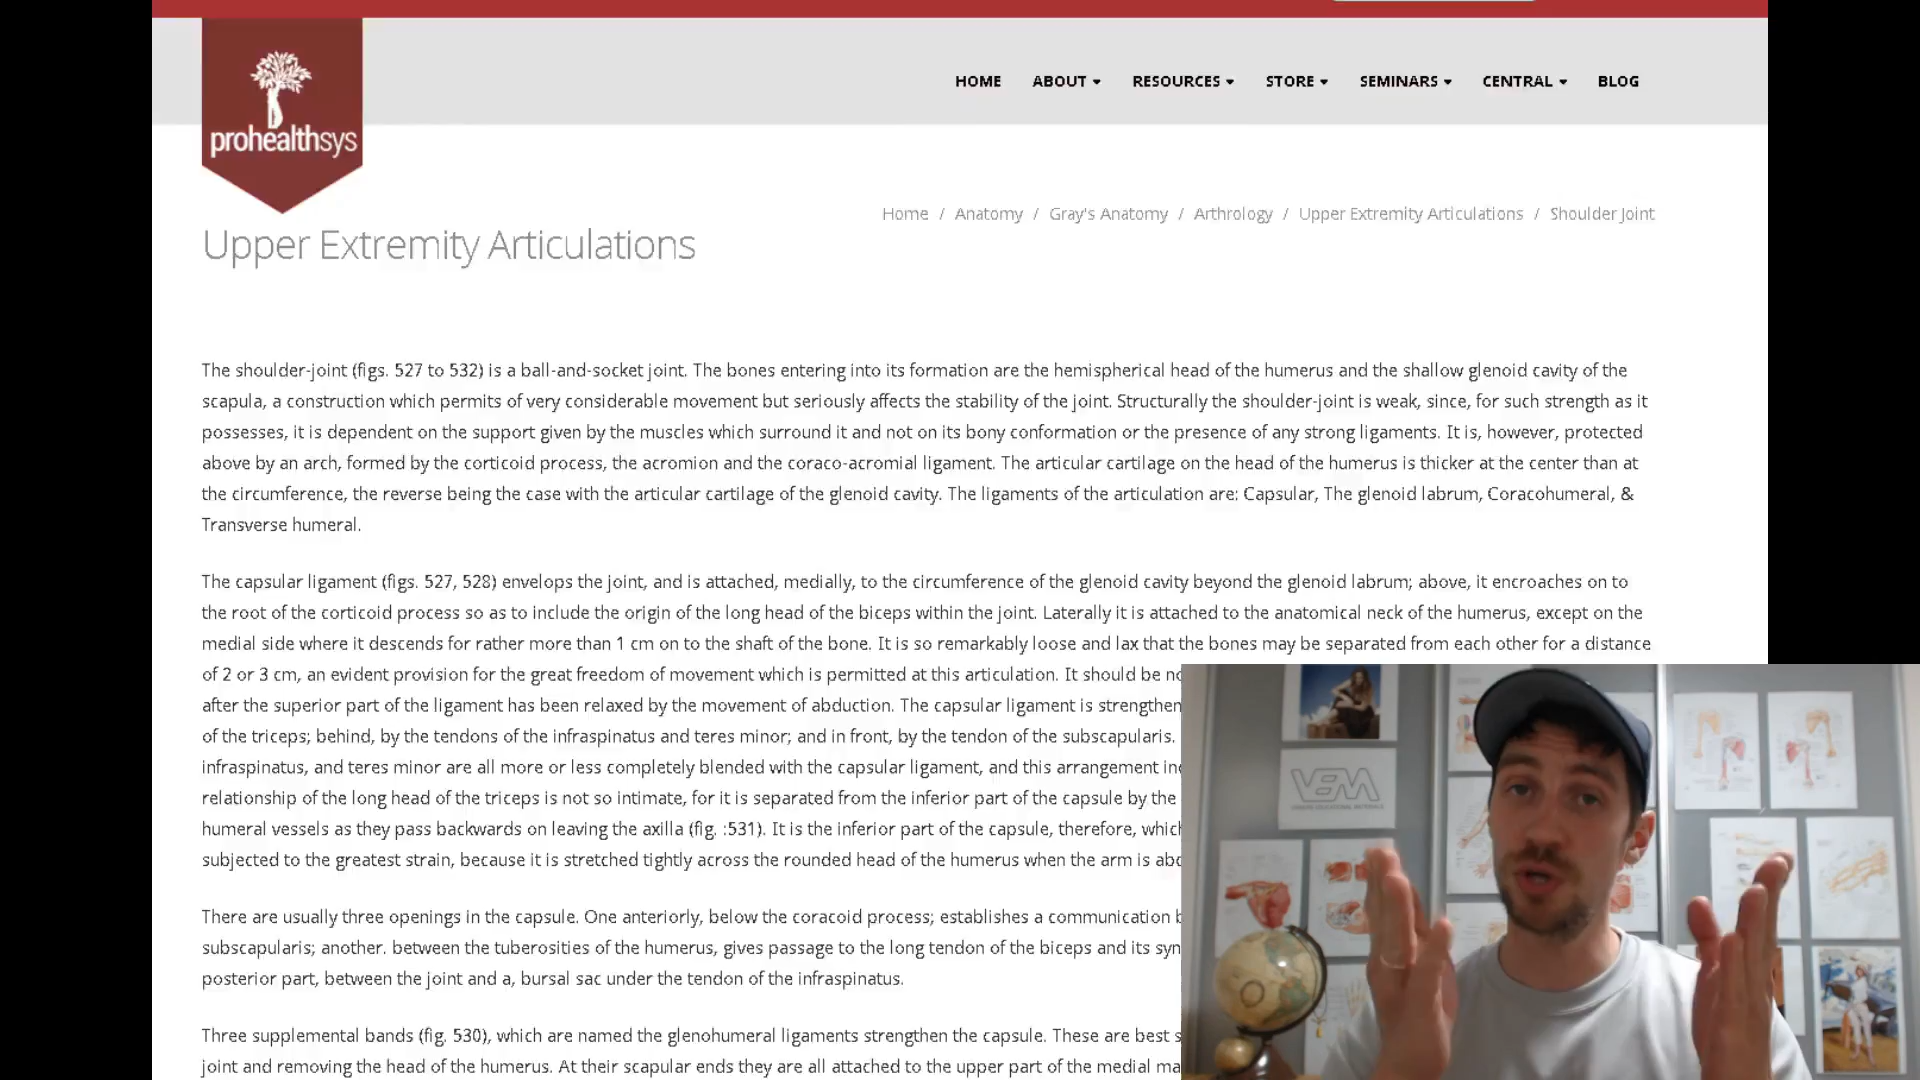 HOME ABOUT RESOURCES STORE SEMINARS CENTRAL BLOG
prohealthsys
Home / Anatomy / Gray's Anatomy / Arthrology / Upper Extremity Articulations / Shoulder Joint
Upper Extremity Articulations
The shoulder-joint (figs. 527 to 532) is a ball-and-socket joint. The bones entering into its formation are the hemispherical head of the humerus and the shallow glenoid cavity of the
scapula, a construction which permits of very considerable movement but seriously affects the stability of the joint. Structurally the shoulder-joint is weak, since, for such strength as it
possesses, it is dependent on the support given by the muscles which surround it and not on its bony conformation or the presence of any strong ligaments. It is, however, protected
above by an arch, formed by the corticoid process, the acromion and the coraco-acromial ligament. The articular cartilage on the head of the humerus is thicker at the center than at
the circumference, the reverse being the case with the articular cartilage of the glenoid cavity. The ligaments of the articulation are: Capsular, The glenoid labrum, Coracohumeral, &
Transverse humeral.
The capsular ligament (figs. 527, 528) envelops the joint, and is attached, medially, to the circumference of the glenoid cavity beyond the glenoid labrum; above, it encroaches on to
the root of the corticoid process so as to include the origin of the long head of the biceps within the joint. Laterally it is attached to the anatomical neck of the humerus, except on the
medial side where it descends for rather more than 1 cm on to the shaft of the bone. It is so remarkably loose and lax that the bones may be separated from each other for a distance
of 2 or 3 cm, an evident provision for the great freedom of movement which is permitted at this articulation. It should be
after the superior part of the ligament has been relaxed by the movement of abduction. The capsular ligament is
of the triceps; behind, by the tendons of the infraspinatus and teres minor; and in front, by the tendon of the subscapularis.
infraspinatus, and teres minor are all more or less completely blended with the capsular ligament, and this arrangement
relationship of the long head of the triceps is not so intimate, for it is separated from the inferior part of the capsule by the
humeral vessels as they pass backwards on leaving the axilla (fig. :531). It is the inferior part of the capsule, therefore,
subjected to the greatest strain, because it is stretched tightly across the rounded head of the humerus when the arm is
There are usually three openings in the capsule. One anteriorly, below the coracoid process; establishes a communication
subscapularis; another. between the tuberosities of the humerus, gives passage to the long tendon of the biceps and its
posterior part, between the joint and a, bursal sac under the tendon of the infraspinatus.
Three supplemental bands (fig. 530), which are named the glenohumeral ligaments strengthen the capsule. These are best
joint and removing the head of the humerus. At their scapular ends they are all attached to the upper part of the medial